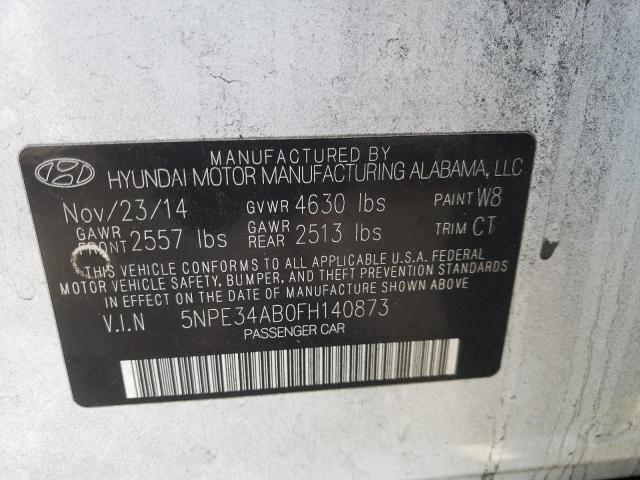 MANUFACTURED BY
HYUNDAI MOTOR MANUFACTURING ALABAMA, LLC
Nov/23/14 GVWR 4630 lbs PAINT W8
GAWR FRONT 2557 lbs GAWR REAR 2513 lbs TRIM CT
THIS VEHICLE CONFORMS TO ALL APPLICABLE U.S.A. FEDERAL
MOTOR VEHICLE SAFETY, BUMPER, AND THEFT PREVENTION STANDARDS
IN EFFECT ON THE DATE OF MANUFACTURE SHOWN ABOVE
V.I.N 5NPE34AB0FH140873
PASSENGER CAR